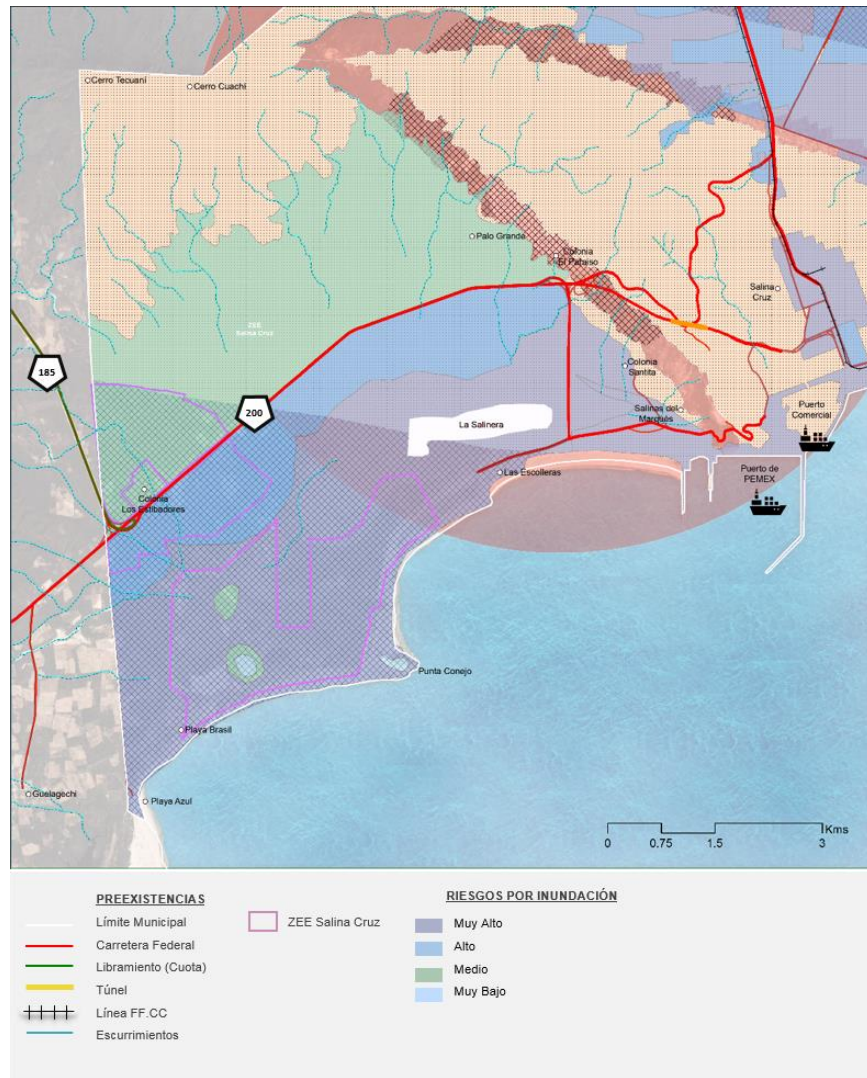 Cerro Tecuani
Cerro Cuachi
Palo Grande
Colonia
El Paraiso
Salina
Cruz
ZEE
Salina Cruz
185
200
Colonia
Santita
Salinas del
Marqués
Puerto
Comercial
La Salinera
Puerto de
PEMEX
Las Escolleras
Colonia
Los Estibadores
Punta Conejo
Playa Brasil
Guelagechi
Playa Azul
Kms
0 0.75 1.5 3
PREEXISTENCIAS
Límite Municipal
Carretera Federal
Libramiento (Cuota)
Túnel
Línea FF.CC
Escurrimientos
ZEE Salina Cruz
RIESGOS POR INUNDACIÓN
Muy Alto
Alto
Medio
Muy Bajo